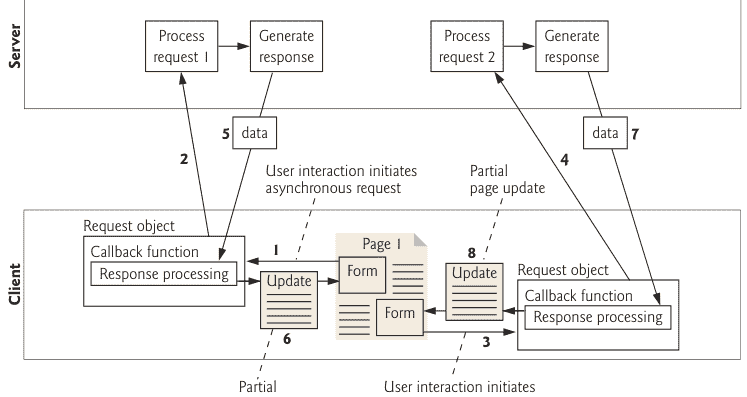 Server
Process
request 1
Generate
response
Process
request 2
Generate
response
5
data
data
7
2
4
User interaction initiates
asynchronous request
Partial
page update
Client
Request object
Callback function
Response processing
1
Page 1
Form
Update
6
8
Update
Form
3
Request object
Callback function
Response processing
Partial
User interaction initiates